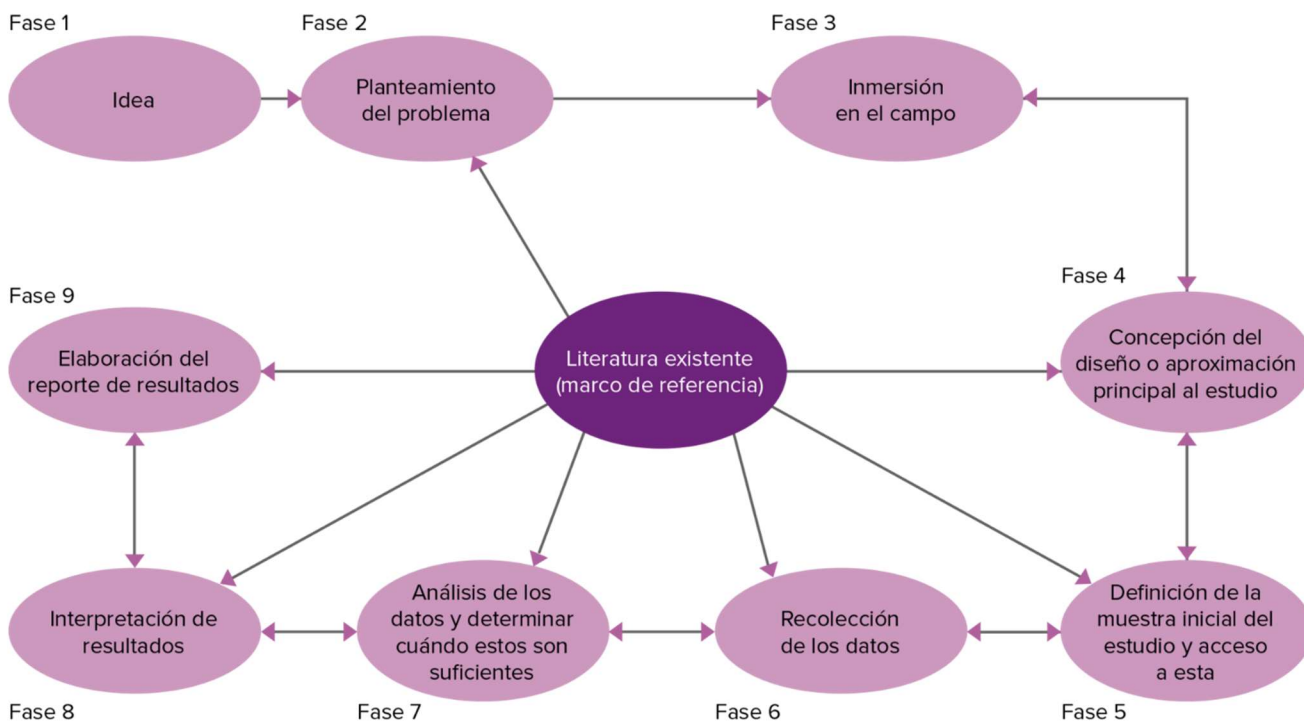 Fase 1
Idea
Fase 2
Planteamiento
del problema
Fase 3
Inmersión
en el campo
Fase 4
Concepción del
diseño o aproximación
principal al estudio
Fase 9
Elaboración del
reporte de resultados
Literatura existente
(marco de referencia)
Interpretación de
resultados
Fase 8
Análisis de los
datos y determinar
cuándo estos son
suficientes
Fase 7
Recolección
de los datos
Fase 6
Definición de la
muestra inicial del
estudio y acceso
a esta
Fase 5